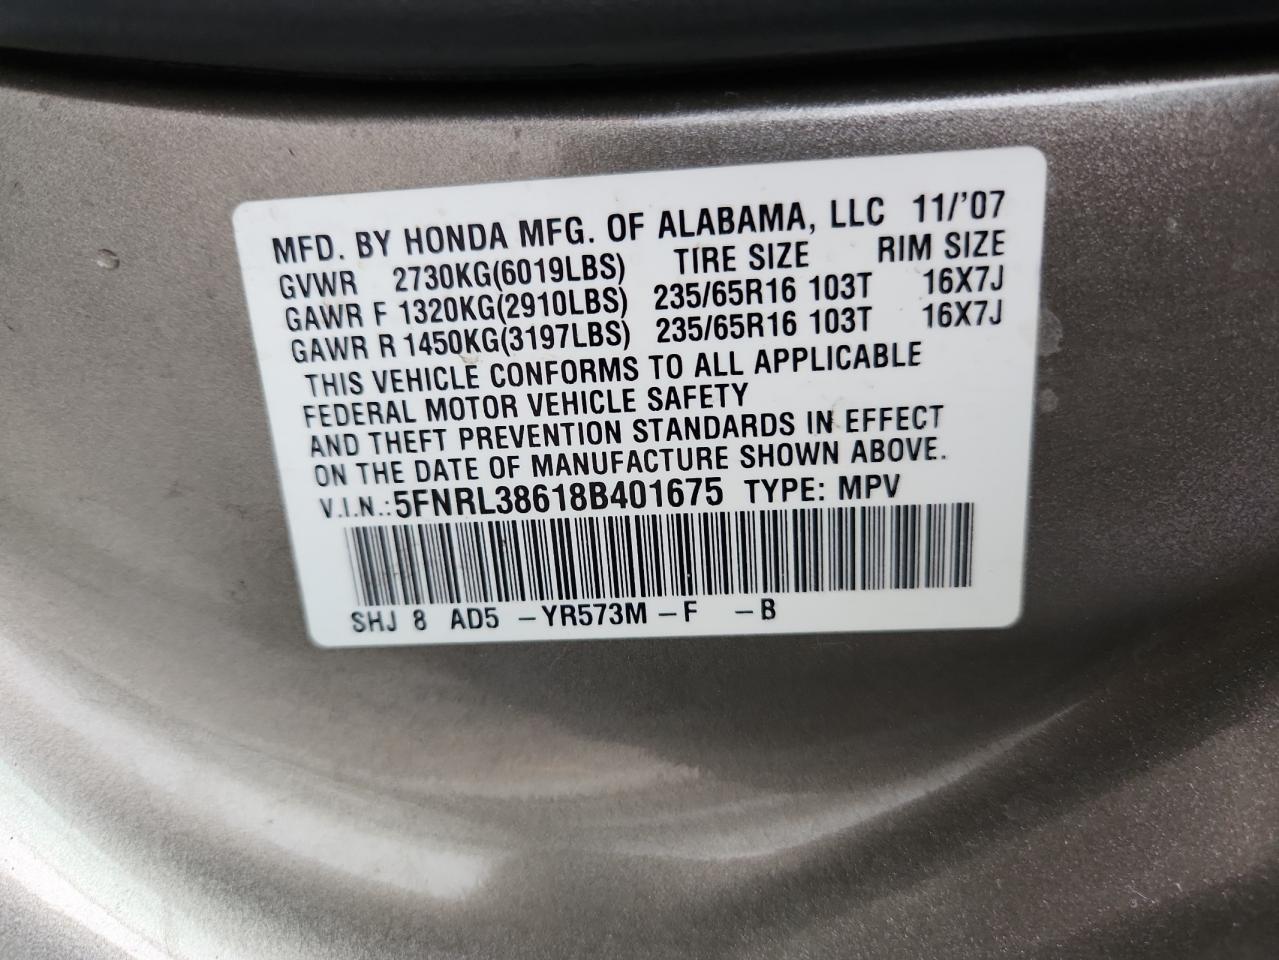 MFD. BY HONDA MFG. OF ALABAMA, LLC 11/'07
GVWR 2730KG(6019LBS) TIRE SIZE RIM SIZE
GAWR F 1320KG(2910LBS) 235/65R16 103T 16X7J
GAWR R 1450KG(3197LBS) 235/65R16 103T 16X7J
THIS VEHICLE CONFORMS TO ALL APPLICABLE
FEDERAL MOTOR VEHICLE SAFETY
AND THEFT PREVENTION STANDARDS IN EFFECT
ON THE DATE OF MANUFACTURE SHOWN ABOVE.
V.I.N.:5FNRL38618B401675 TYPE: MPV
SHJ 8 AD5 -YR573M -F -B